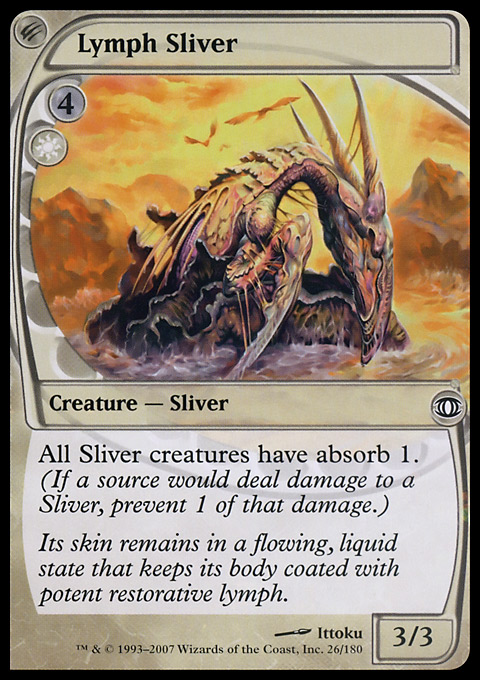 Lymph Sliver
4
Creature — Sliver
All Sliver creatures have absorb 1.
(If a source would deal damage to a
Sliver, prevent 1 of that damage.)
Its skin remains in a flowing, liquid
state that keeps its body coated with
potent restorative lymph.
Ittoku
3/3
™ & © 1993–2007 Wizards of the Coast, Inc. 26/180